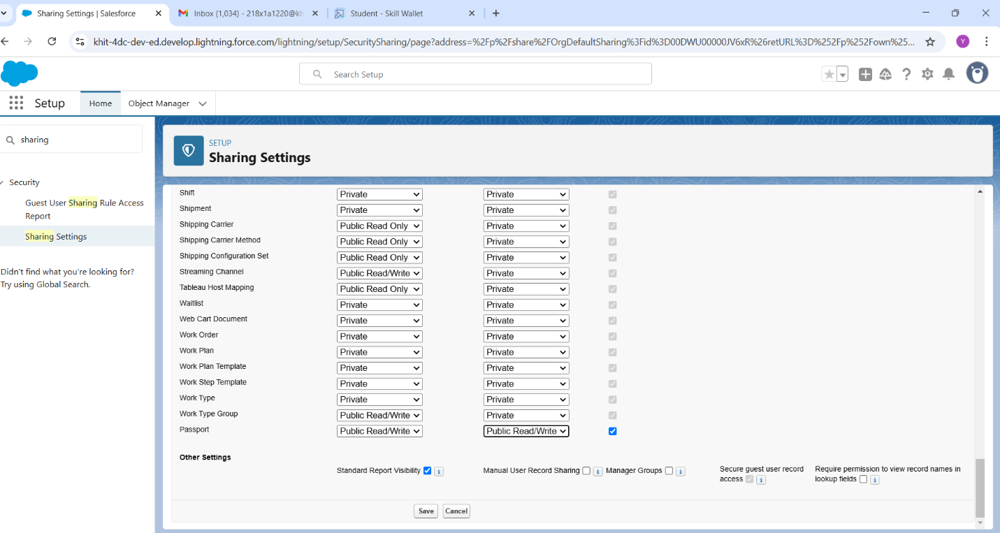 Sharing Settings | Salesforce
Inbox (1,034) - 218x1a1220@kh
Student - Skill Wallet
khit-4dc-dev-ed.develop.lightning.force.com/lightning/setup/SecuritySharing/page?address=%2Fp%2Fshare%2FOrgDefaultSharing%3Fid%3D00DWU00000JV6xR%26retURL%3D%252Fp%252Fown%25...
Y
Search Setup
Setup
Home
Object Manager
sharing
Security
Guest User Sharing Rule Access
Report
Sharing Settings
Didn't find what you're looking for?
Try using Global Search.
SETUP
Sharing Settings
Shift Private Private
Shipment Private Private
Shipping Carrier Public Read Only Private
Shipping Carrier Method Public Read Only Private
Shipping Configuration Set Public Read Only Private
Streaming Channel Public Read/Write Private
Tableau Host Mapping Public Read Only Private
Waitlist Private Private
Web Cart Document Private Private
Work Order Private Private
Work Plan Private Private
Work Plan Template Private Private
Work Step Template Private Private
Work Type Private Private
Work Type Group Public Read/Write Private
Passport Public Read/Write Public Read/Write
Other Settings
Standard Report Visibility i
Manual User Record Sharing i
Manager Groups i
Secure guest user record
access i
Require permission to view record names in
lookup fields i
Save Cancel